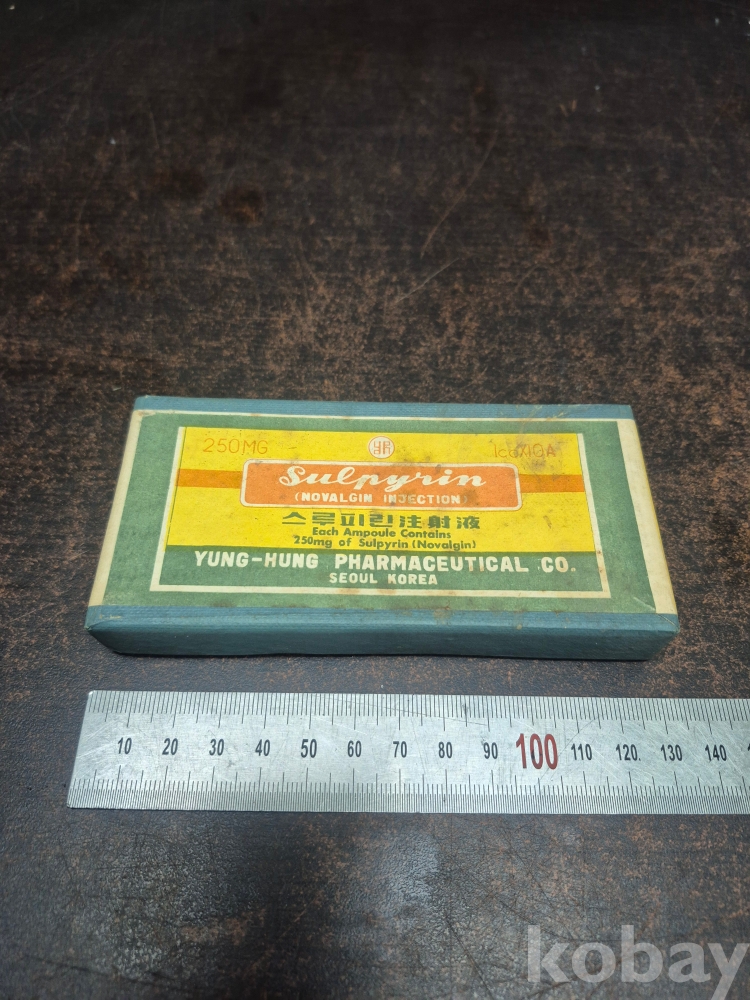 250MG 1cc×10A
Sulpyrin
(NOVALGIN INJECTION)
스루피린注射液
Each Ampoule Contains
250mg of Sulpyrin (Novalgin)
YUNG-HUNG PHARMACEUTICAL CO.
SEOUL KOREA
10 20 30 40 50 60 70 80 90 100 110 120. 130 140
kobay